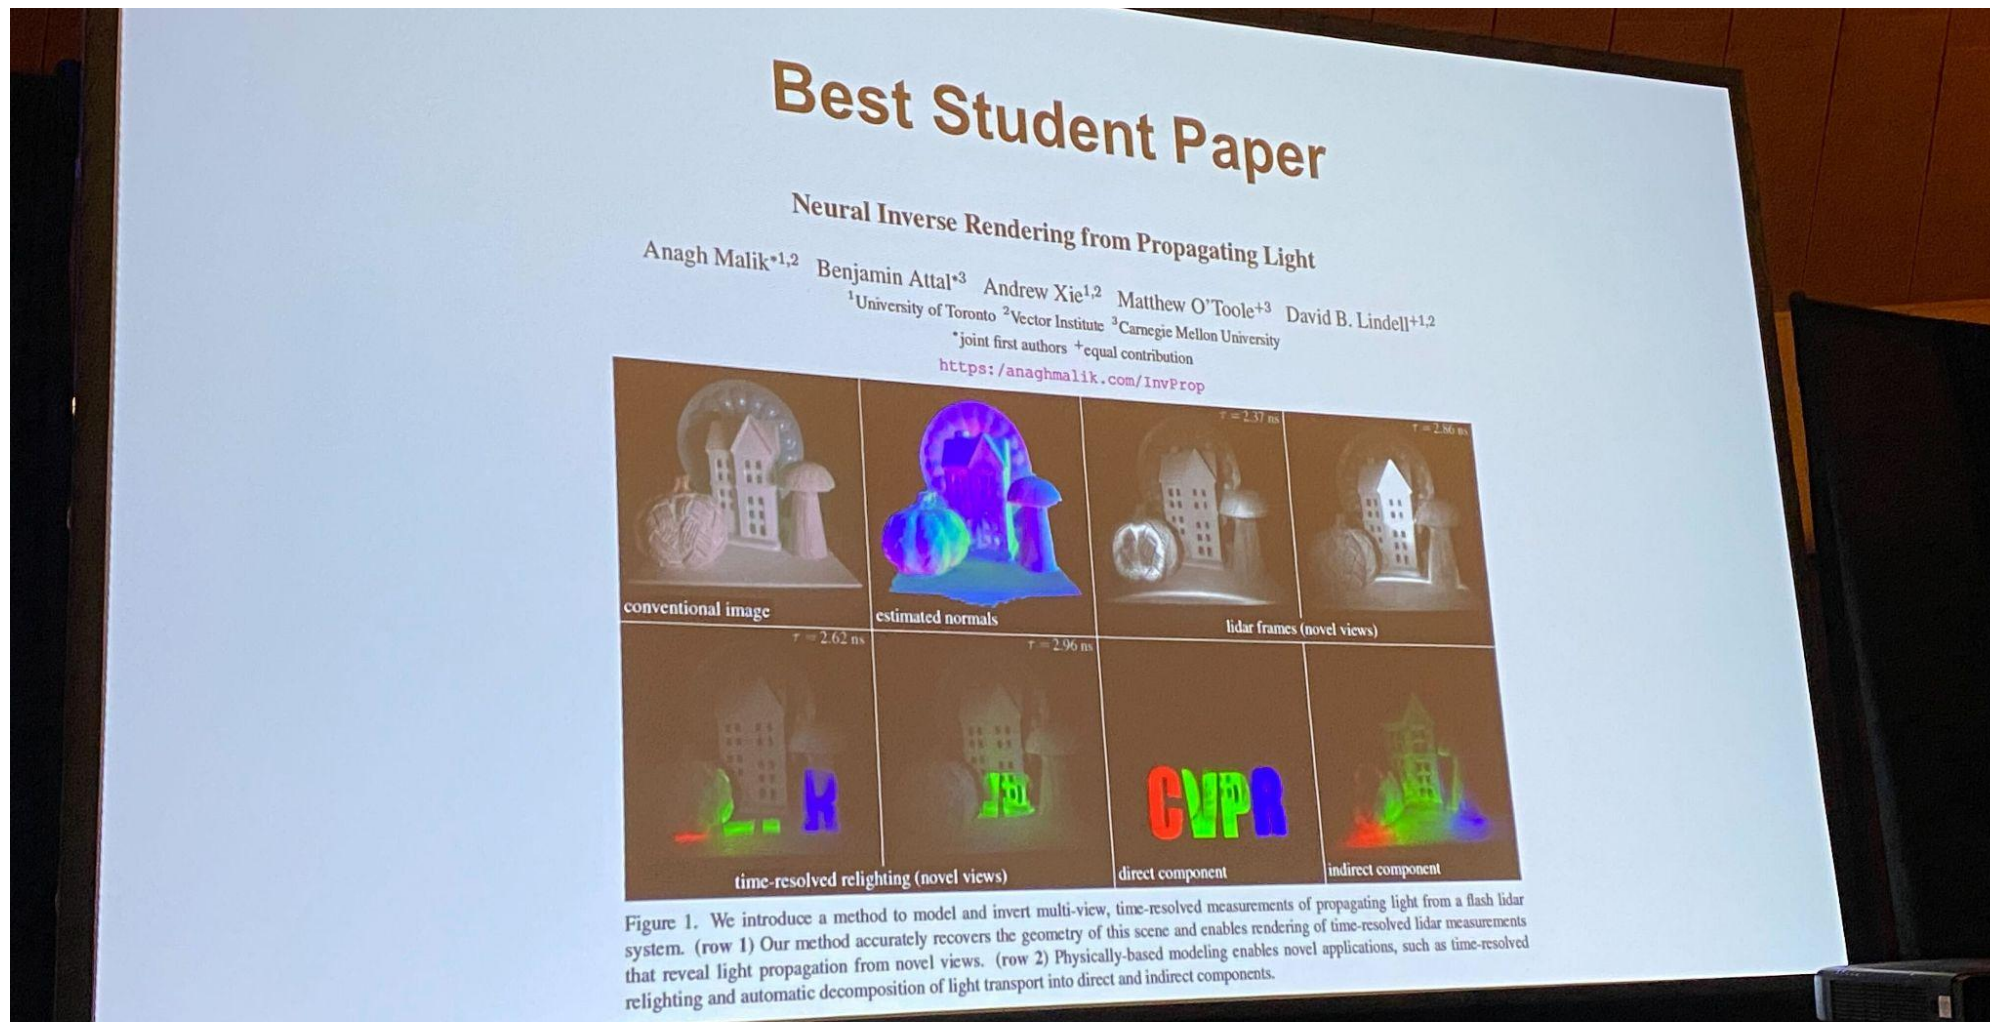 Best Student Paper
Neural Inverse Rendering from Propagating Light
Anagh Malik*1,2 Benjamin Attal*3 Andrew Xie1,2 Matthew O'Toole+3 David B. Lindell+1,2
1University of Toronto 2Vector Institute 3Carnegie Mellon University
*joint first authors +equal contribution
https:/anaghmalik.com/InvProp
τ = 2.37 ns
τ = 2.86 ns
conventional image
estimated normals
lidar frames (novel views)
τ = 2.62 ns
τ = 2.96 ns
CVPR
time-resolved relighting (novel views)
direct component
indirect component
Figure 1. We introduce a method to model and invert multi-view, time-resolved measurements of propagating light from a flash lidar
system. (row 1) Our method accurately recovers the geometry of this scene and enables rendering of time-resolved lidar measurements
that reveal light propagation from novel views. (row 2) Physically-based modeling enables novel applications, such as time-resolved
relighting and automatic decomposition of light transport into direct and indirect components.